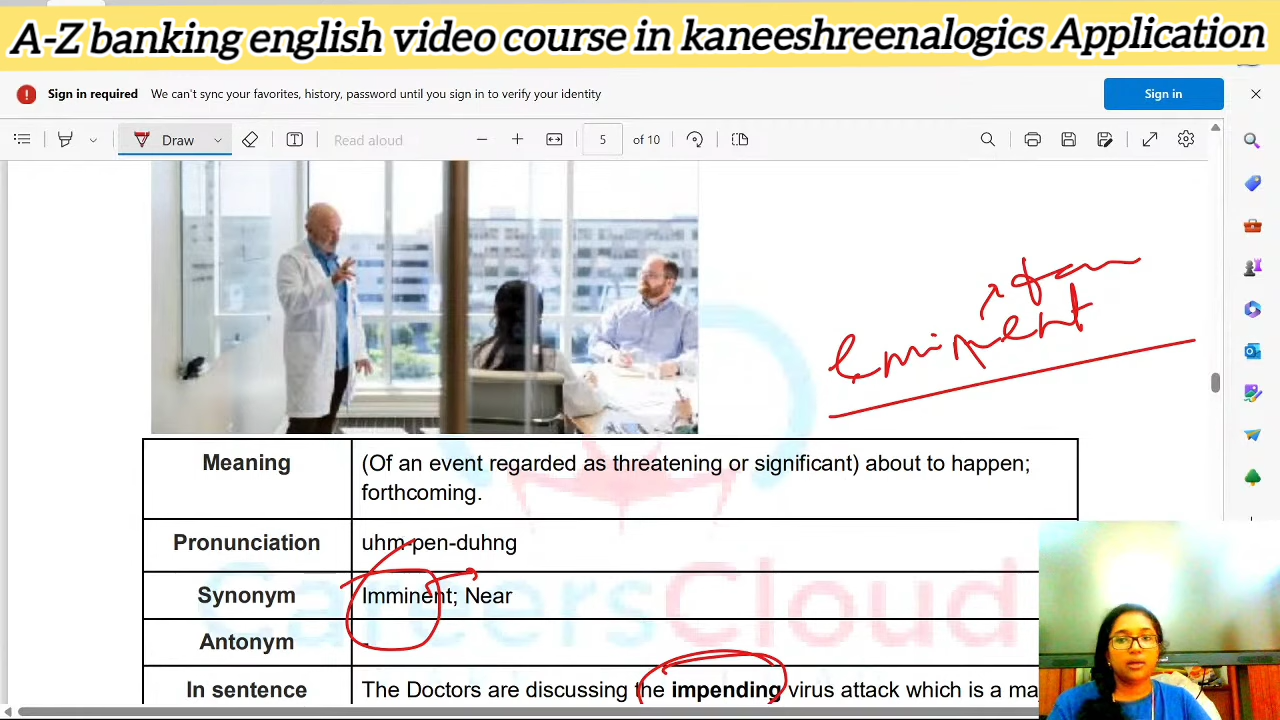 A-Z banking english video course in kaneeshreenalogics Application
Sign in required We can't sync your favorites, history, password until you sign in to verify your identity
Sign in
Draw
Read aloud
5 of 10
eminent
Meaning
(Of an event regarded as threatening or significant) about to happen;
forthcoming.
Pronunciation
uhm-pen-duhng
Synonym
Imminent; Near
Antonym
-
In sentence
The Doctors are discussing the impending virus attack which is a ma
CareersCloud